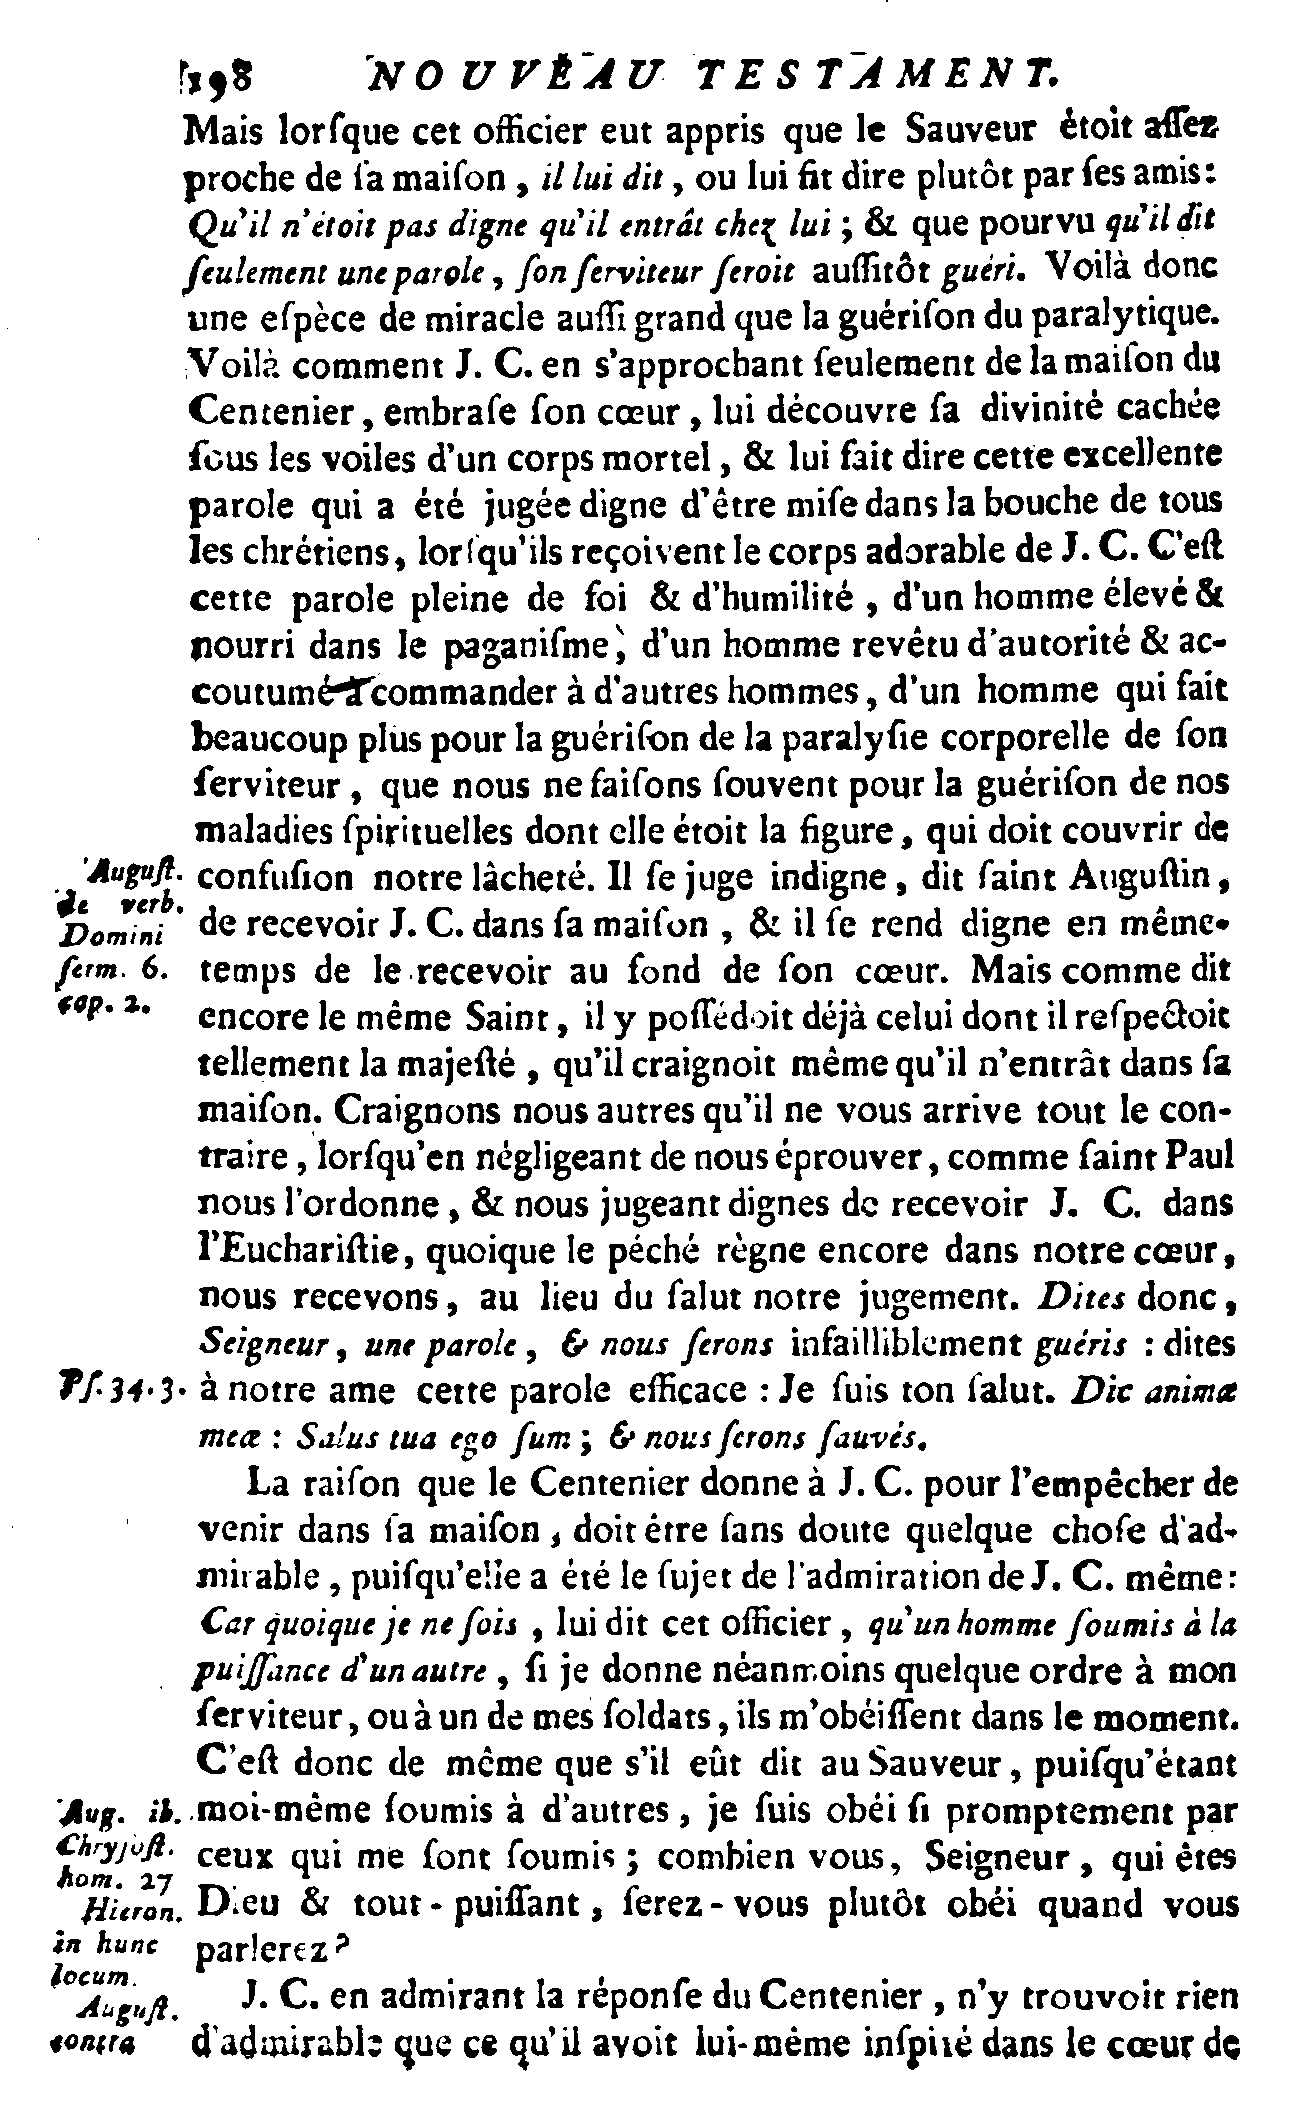 198 NOUVEAU TESTAMENT.
Mais lorſque cet officier eut appris que le Sauveur étoit aſſez
proche de ſa maiſon, il lui dit, ou lui fit dire plutôt par ſes amis:
Qu'il n'étoit pas digne qu'il entrât chez lui ; & que pourvu qu'il dît
ſeulement une parole, ſon ſerviteur ſeroit auſſitôt guéri. Voilà donc
une eſpèce de miracle auſſi grand que la guériſon du paralytique.
Voilà comment J. C. en s'approchant ſeulement de la maiſon du
Centenier, embraſe ſon cœur, lui découvre ſa divinité cachée
ſous les voiles d'un corps mortel, & lui fait dire cette excellente
parole qui a été jugée digne d'être miſe dans la bouche de tous
les chrétiens, lorſqu'ils reçoivent le corps adorable de J. C. C'eſt
cette parole pleine de foi & d'humilité, d'un homme élevé &
nourri dans le paganiſme, d'un homme revêtu d'autorité & ac-
coutumé commander à d'autres hommes, d'un homme qui fait
beaucoup plus pour la guériſon de la paralyſie corporelle de ſon
ſerviteur, que nous ne faiſons ſouvent pour la guériſon de nos
maladies ſpirituelles dont elle étoit la figure, qui doit couvrir de
confuſion notre lâcheté. Il ſe juge indigne, dit ſaint Auguſtin,
de recevoir J. C. dans ſa maiſon, & il ſe rend digne en même-
temps de le recevoir au fond de ſon cœur. Mais comme dit
encore le même Saint, il y poſſédoit déjà celui dont il reſpectoit
tellement la majeſté, qu'il craignoit même qu'il n'entrât dans ſa
maiſon. Craignons nous autres qu'il ne vous arrive tout le con-
traire, lorſqu'en négligeant de nous éprouver, comme ſaint Paul
nous l'ordonne, & nous jugeant dignes de recevoir J. C. dans
l'Euchariſtie, quoique le péché règne encore dans notre cœur,
nous recevons, au lieu du ſalut notre jugement. Dites donc,
Seigneur, une parole, & nous ſerons infailliblement guéris : dites
à notre ame cette parole efficace : Je ſuis ton ſalut. Dic animæ
meæ : Salus tua ego ſum ; & nous ſerons ſauvés.
La raiſon que le Centenier donne à J. C. pour l'empêcher de
venir dans ſa maiſon, doit être ſans doute quelque choſe d'ad-
mirable, puiſqu'elle a été le ſujet de l'admiration de J. C. même:
Car quoique je ne ſois, lui dit cet officier, qu'un homme ſoumis à la
puiſſance d'un autre, ſi je donne néanmoins quelque ordre à mon
ſerviteur, ou à un de mes ſoldats, ils m'obéiſſent dans le moment.
C'eſt donc de même que s'il eût dit au Sauveur, puiſqu'étant
moi-même ſoumis à d'autres, je ſuis obéi ſi promptement par
ceux qui me ſont ſoumis ; combien vous, Seigneur, qui êtes
Dieu & tout-puiſſant, ſerez-vous plutôt obéi quand vous
parlerez?
J. C. en admirant la réponſe du Centenier, n'y trouvoit rien
d'admirable que ce qu'il avoit lui-même inſpiré dans le cœur de
Auguſt.
de verb.
Domini
ſerm. 6.
cap. 2.
Pſ. 34. 3.
Aug. ib.
Chryſoſt.
hom. 27
Hieron.
in hunc
locum.
Auguſt.
contra